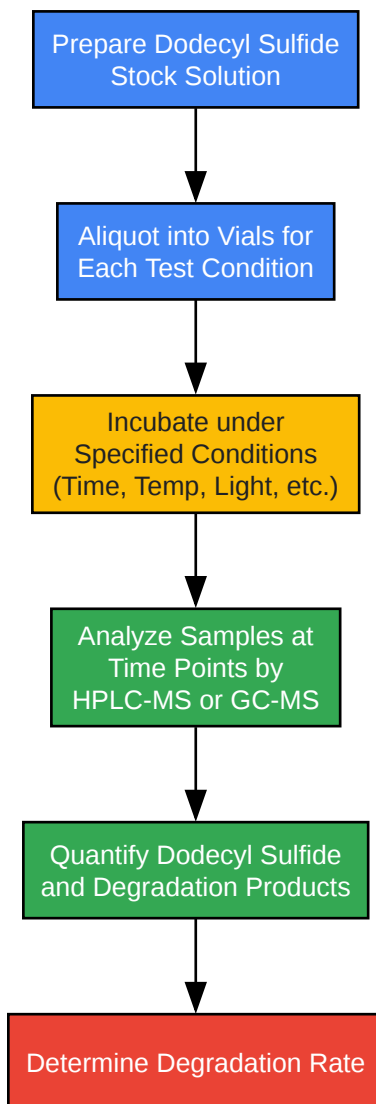 Prepare Dodecyl Sulfide
Stock Solution
Aliquot into Vials for
Each Test Condition
Incubate under
Specified Conditions
(Time, Temp, Light, etc.)
Analyze Samples at
Time Points by
HPLC-MS or GC-MS
Quantify Dodecyl Sulfide
and Degradation Products
Determine Degradation Rate